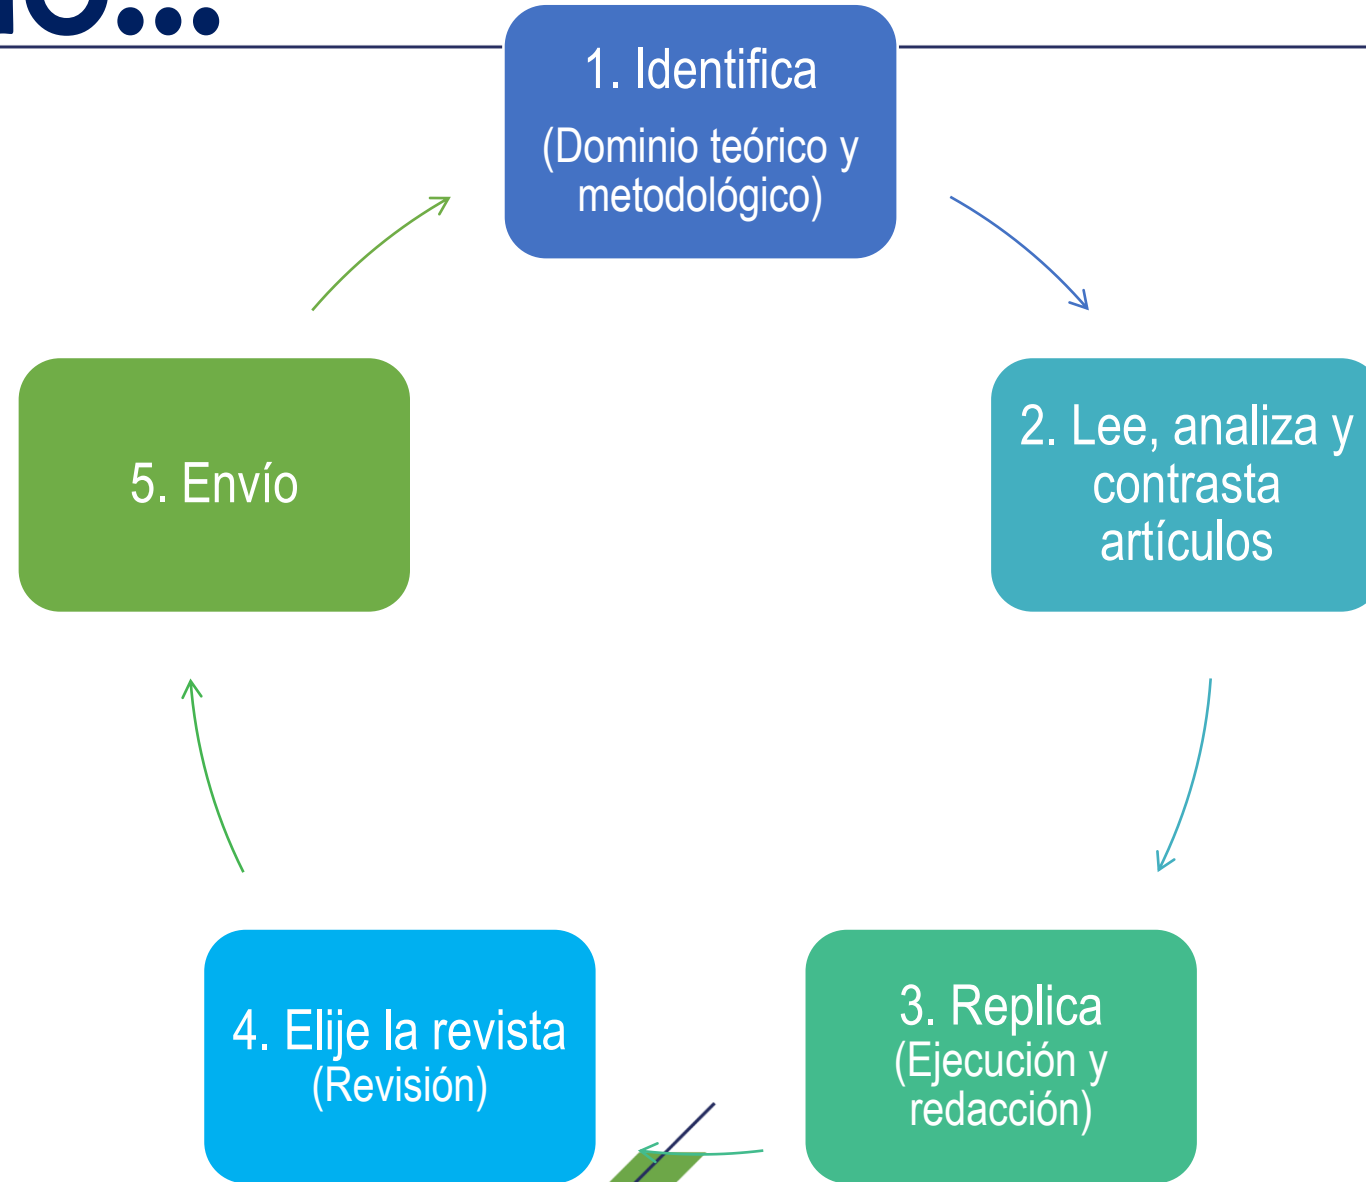 1. Identifica
(Dominio teórico y
metodológico)
2. Lee, analiza y
contrasta
artículos
3. Replica
(Ejecución y
redacción)
4. Elije la revista
(Revisión)
5. Envío